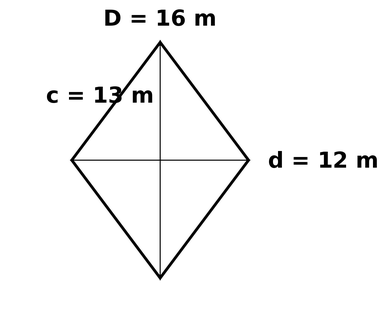 D = 16 m
c = 13 m
d = 12 m